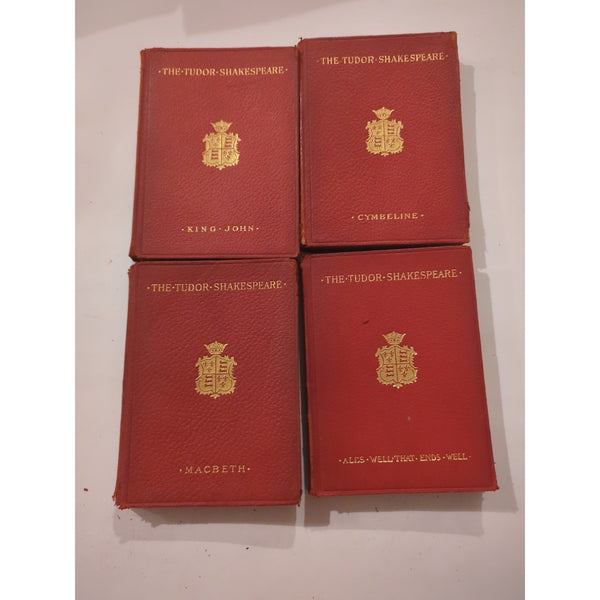 ·THE·TUDOR·SHAKESPEARE·
·KING·JOHN·
·THE·TUDOR·SHAKESPEARE·
·CYMBELINE·
·THE·TUDOR·SHAKESPEARE·
·MACBETH·
·THE·TUDOR·SHAKESPEARE·
·ALL'S·WELL·THAT·ENDS·WELL·